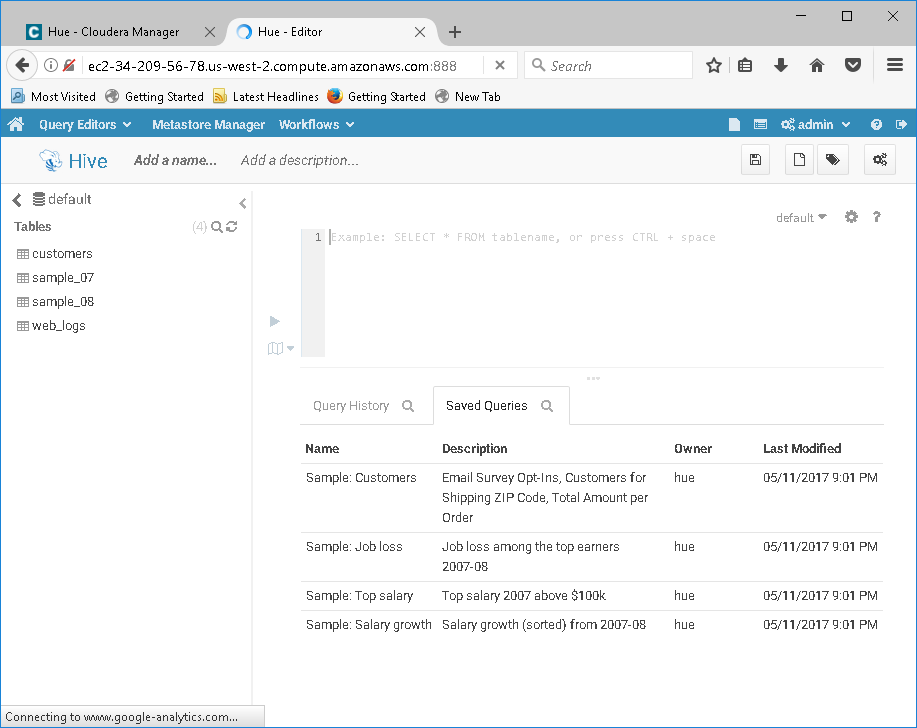 Hue - Cloudera Manager
Hue - Editor
ec2-34-209-56-78.us-west-2.compute.amazonaws.com:888
Search
Most Visited
Getting Started
Latest Headlines
Getting Started
New Tab
Query Editors
Metastore Manager
Workflows
admin
Hive
Add a name...
Add a description...
default
Tables
(4)
customers
sample_07
sample_08
web_logs
default
1
Example: SELECT * FROM tablename, or press CTRL + space
Query History
Saved Queries
Name Description Owner Last Modified
Sample: Customers Email Survey Opt-Ins, Customers for hue 05/11/2017 9:01 PM
Shipping ZIP Code, Total Amount per
Order
Sample: Job loss Job loss among the top earners hue 05/11/2017 9:01 PM
2007-08
Sample: Top salary Top salary 2007 above $100k hue 05/11/2017 9:01 PM
Sample: Salary growth Salary growth (sorted) from 2007-08 hue 05/11/2017 9:01 PM
Connecting to www.google-analytics.com...